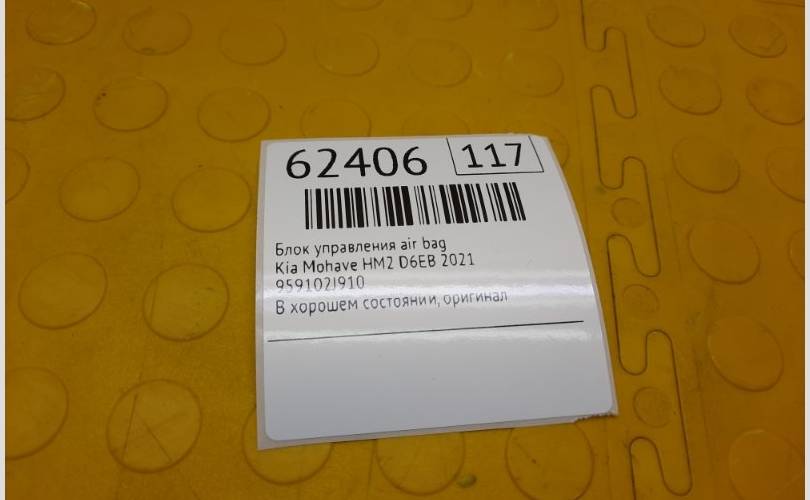 62406 117
Блок управления air bag
Kia Mohave HM2 D6EB 2021
959102J910
В хорошем состоянии, оригинал